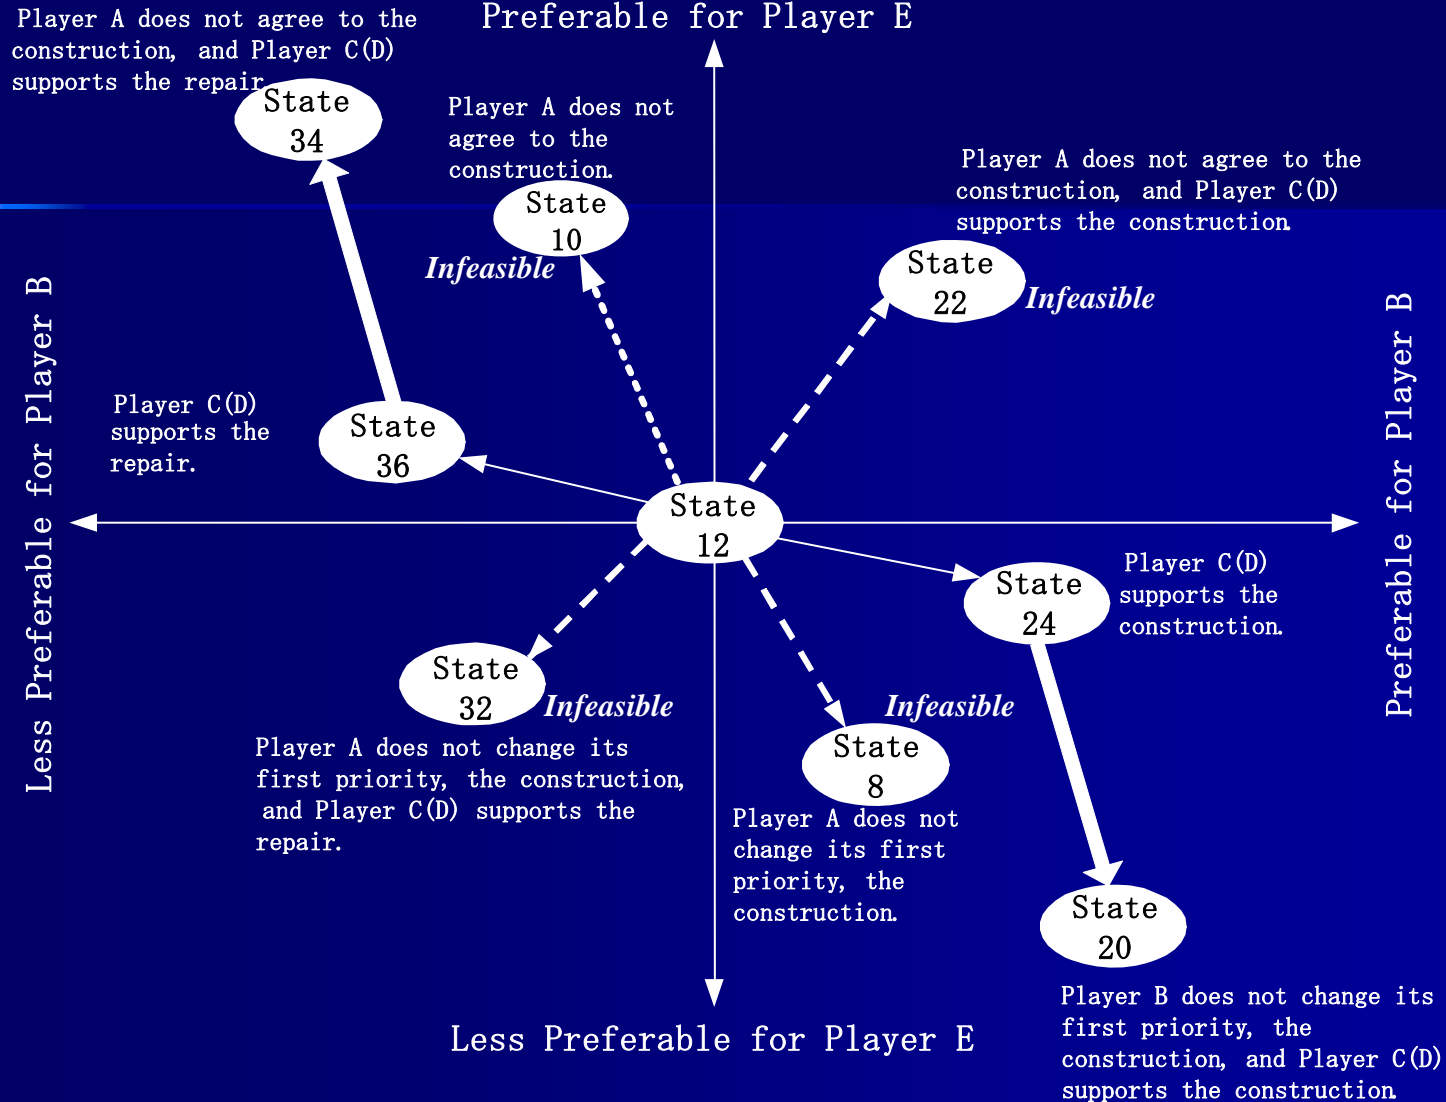 Player A does not agree to the
construction, and Player C(D)
supports the repair.
Preferable for Player E
State
34
Player A does not
agree to the
construction.
State
10
Infeasible
Player A does not agree to the
construction, and Player C(D)
supports the construction.
State
22
Infeasible
Less Preferable for Player B
Preferable for Player B
Player C(D)
supports the
repair.
State
36
State
12
State
24
Player C(D)
supports the
construction.
State
32
Infeasible
Player A does not change its
first priority, the construction,
and Player C(D) supports the
repair.
Infeasible
State
8
Player A does not
change its first
priority, the
construction.
State
20
Player B does not change its
first priority, the
construction, and Player C(D)
supports the construction.
Less Preferable for Player E